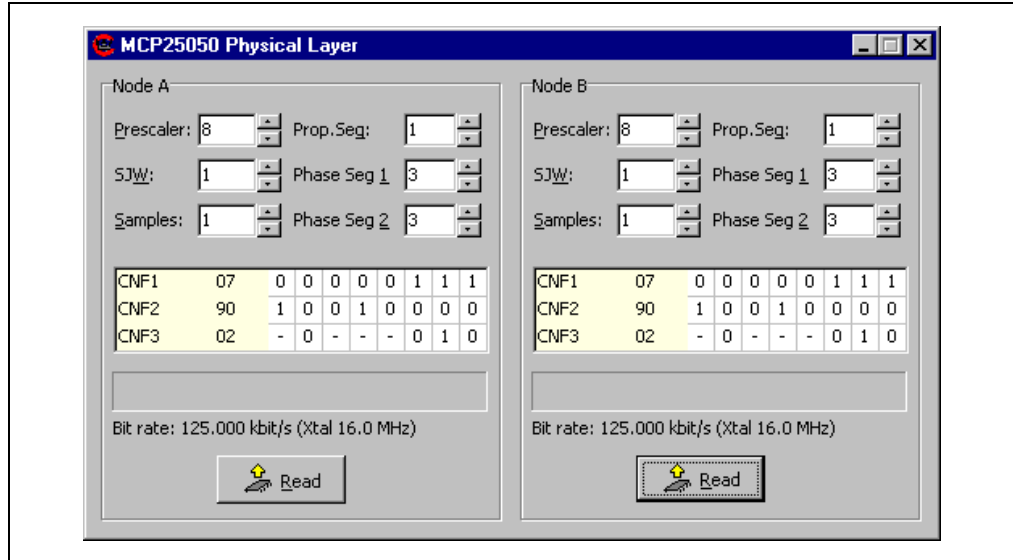 MCP25050 Physical Layer
Node A
Prescaler: 8 Prop.Seg: 1
SJW: 1 Phase Seg 1 3
Samples: 1 Phase Seg 2 3
CNF1 07 0 0 0 0 0 1 1 1
CNF2 90 1 0 0 1 0 0 0 0
CNF3 02 - 0 - - - 0 1 0
Bit rate: 125.000 kbit/s (Xtal 16.0 MHz)
Read
Node B
Prescaler: 8 Prop.Seg: 1
SJW: 1 Phase Seg 1 3
Samples: 1 Phase Seg 2 3
CNF1 07 0 0 0 0 0 1 1 1
CNF2 90 1 0 0 1 0 0 0 0
CNF3 02 - 0 - - - 0 1 0
Bit rate: 125.000 kbit/s (Xtal 16.0 MHz)
Read